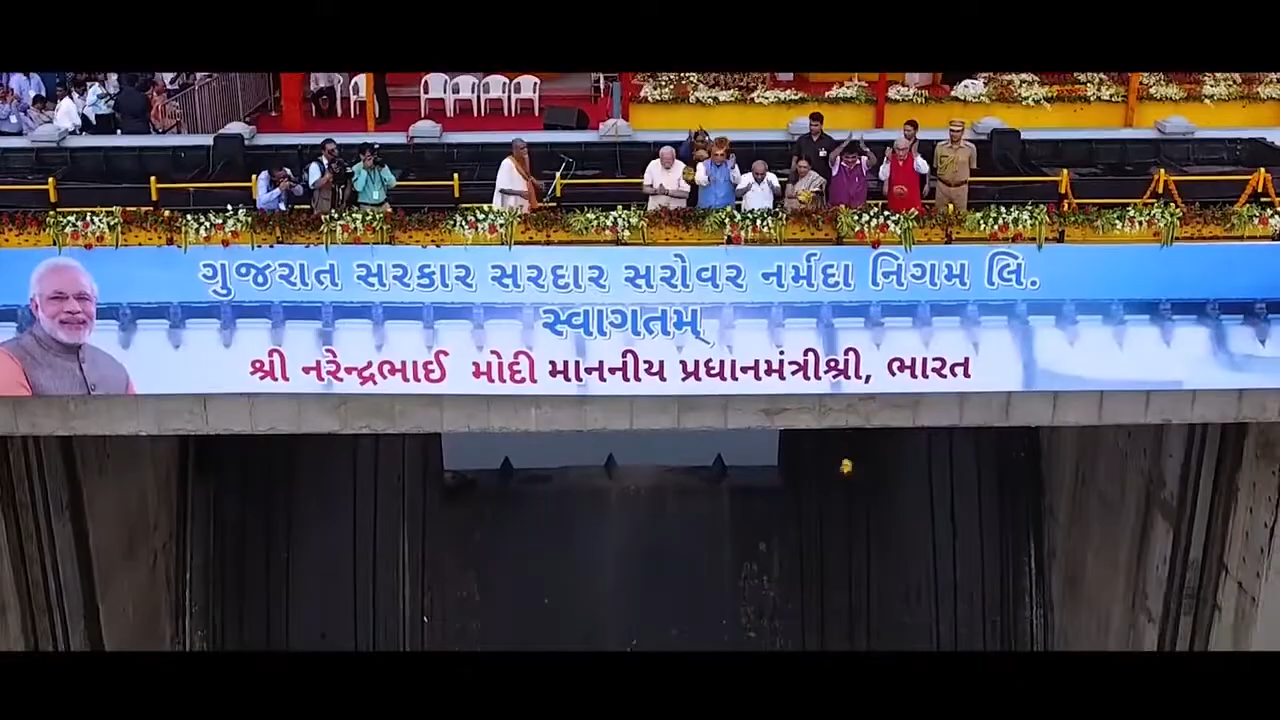 ગુજરાત સરકાર સરદાર સરોવર નર્મદા નિગમ લિ.
સ્વાગતમ્
શ્રી નરેન્દ્રભાઈ મોદી માનનીય પ્રધાનમંત્રીશ્રી, ભારત